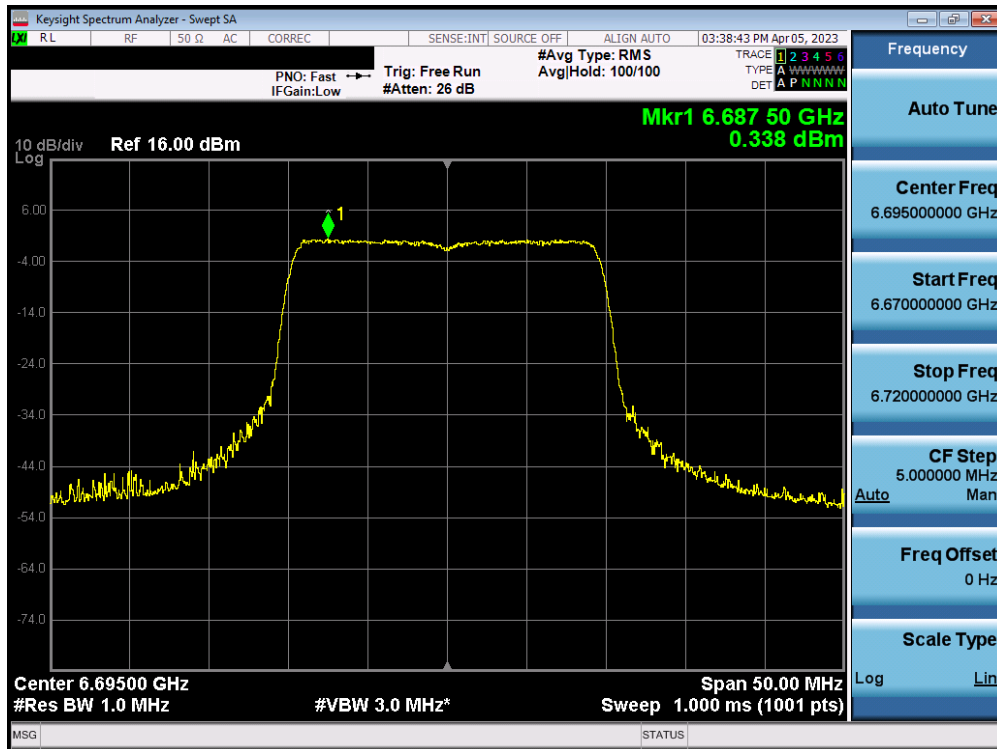 Keysight Spectrum Analyzer - Swept SA
LXI RL RF 50 Ω AC CORREC SENSE:INT SOURCE OFF ALIGN AUTO 03:38:43 PM Apr 05, 2023
PNO: Fast
IFGain:Low
Trig: Free Run
#Atten: 26 dB
#Avg Type: RMS
Avg|Hold: 100/100
TRACE 1 2 3 4 5 6
TYPE A WWWWW
DET A P N N N N
Mkr1 6.687 50 GHz
0.338 dBm
10 dB/div Ref 16.00 dBm
Log
1
6.00
-4.00
-14.0
-24.0
-34.0
-44.0
-54.0
-64.0
-74.0
Center 6.69500 GHz Span 50.00 MHz
#Res BW 1.0 MHz #VBW 3.0 MHz* Sweep 1.000 ms (1001 pts)
MSG STATUS
Frequency
Auto Tune
Center Freq
6.695000000 GHz
Start Freq
6.670000000 GHz
Stop Freq
6.720000000 GHz
CF Step
5.000000 MHz
Auto Man
Freq Offset
0 Hz
Scale Type
Log Lin